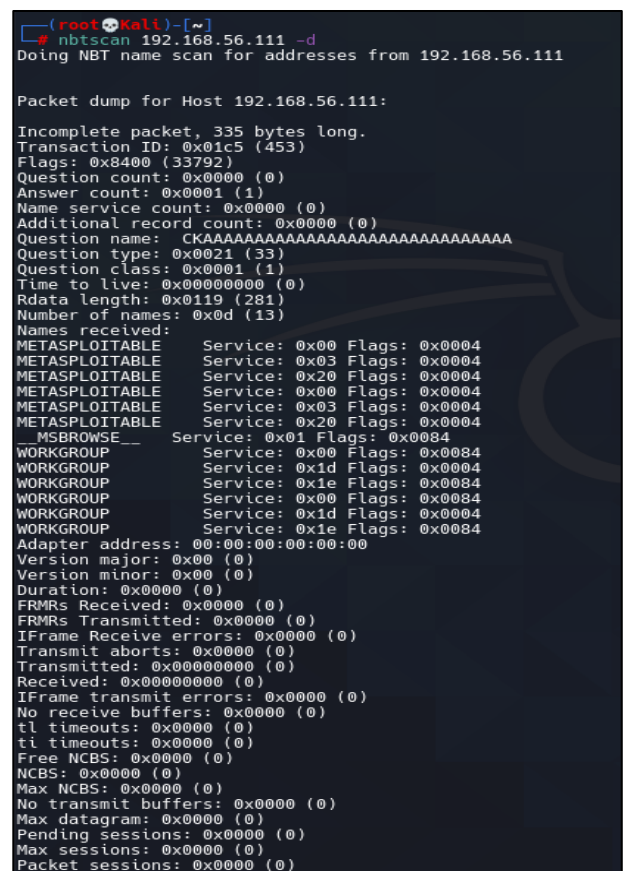 ┌──(root💀Kali)-[~]
└─# nbtscan 192.168.56.111 -d
Doing NBT name scan for addresses from 192.168.56.111
Packet dump for Host 192.168.56.111:
Incomplete packet, 335 bytes long.
Transaction ID: 0x01c5 (453)
Flags: 0x8400 (33792)
Question count: 0x0000 (0)
Answer count: 0x0001 (1)
Name service count: 0x0000 (0)
Additional record count: 0x0000 (0)
Question name:  CKAAAAAAAAAAAAAAAAAAAAAAAAAAAAAA
Question type: 0x0021 (33)
Question class: 0x0001 (1)
Time to live: 0x00000000 (0)
Rdata length: 0x0119 (281)
Number of names: 0x0d (13)
Names received:
METASPLOITABLE   Service: 0x00 Flags: 0x0004
METASPLOITABLE   Service: 0x03 Flags: 0x0004
METASPLOITABLE   Service: 0x20 Flags: 0x0004
METASPLOITABLE   Service: 0x00 Flags: 0x0004
METASPLOITABLE   Service: 0x03 Flags: 0x0004
METASPLOITABLE   Service: 0x20 Flags: 0x0004
__MSBROWSE__   Service: 0x01 Flags: 0x0084
WORKGROUP        Service: 0x00 Flags: 0x0084
WORKGROUP        Service: 0x1d Flags: 0x0004
WORKGROUP        Service: 0x1e Flags: 0x0084
WORKGROUP        Service: 0x00 Flags: 0x0084
WORKGROUP        Service: 0x1d Flags: 0x0004
WORKGROUP        Service: 0x1e Flags: 0x0084
Adapter address: 00:00:00:00:00:00
Version major: 0x00 (0)
Version minor: 0x00 (0)
Duration: 0x0000 (0)
FRMRs Received: 0x0000 (0)
FRMRs Transmitted: 0x0000 (0)
IFrame Receive errors: 0x0000 (0)
Transmit aborts: 0x0000 (0)
Transmitted: 0x00000000 (0)
Received: 0x00000000 (0)
IFrame transmit errors: 0x0000 (0)
No receive buffers: 0x0000 (0)
tl timeouts: 0x0000 (0)
ti timeouts: 0x0000 (0)
Free NCBS: 0x0000 (0)
NCBS: 0x0000 (0)
Max NCBS: 0x0000 (0)
No transmit buffers: 0x0000 (0)
Max datagram: 0x0000 (0)
Pending sessions: 0x0000 (0)
Max sessions: 0x0000 (0)
Packet sessions: 0x0000 (0)